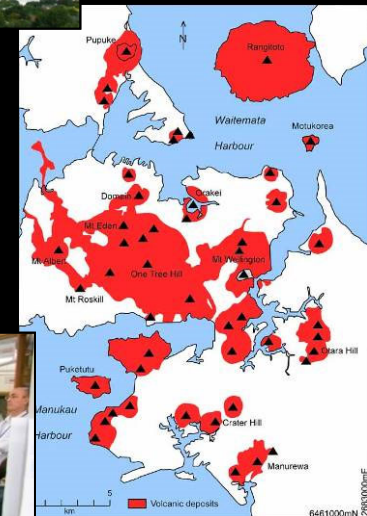 Pupuke
N
Rangitoto
Waitemata
Harbour
Motukorea
Domain
Orakei
Mt Eden
Mt Albert
Mt Wellington
One Tree Hill
Mt Roskill
Otara Hill
Puketutu
Manukau
Harbour
Crater Hill
Manurewa
5
km
Volcanic deposits
6461000mN
2683000mE